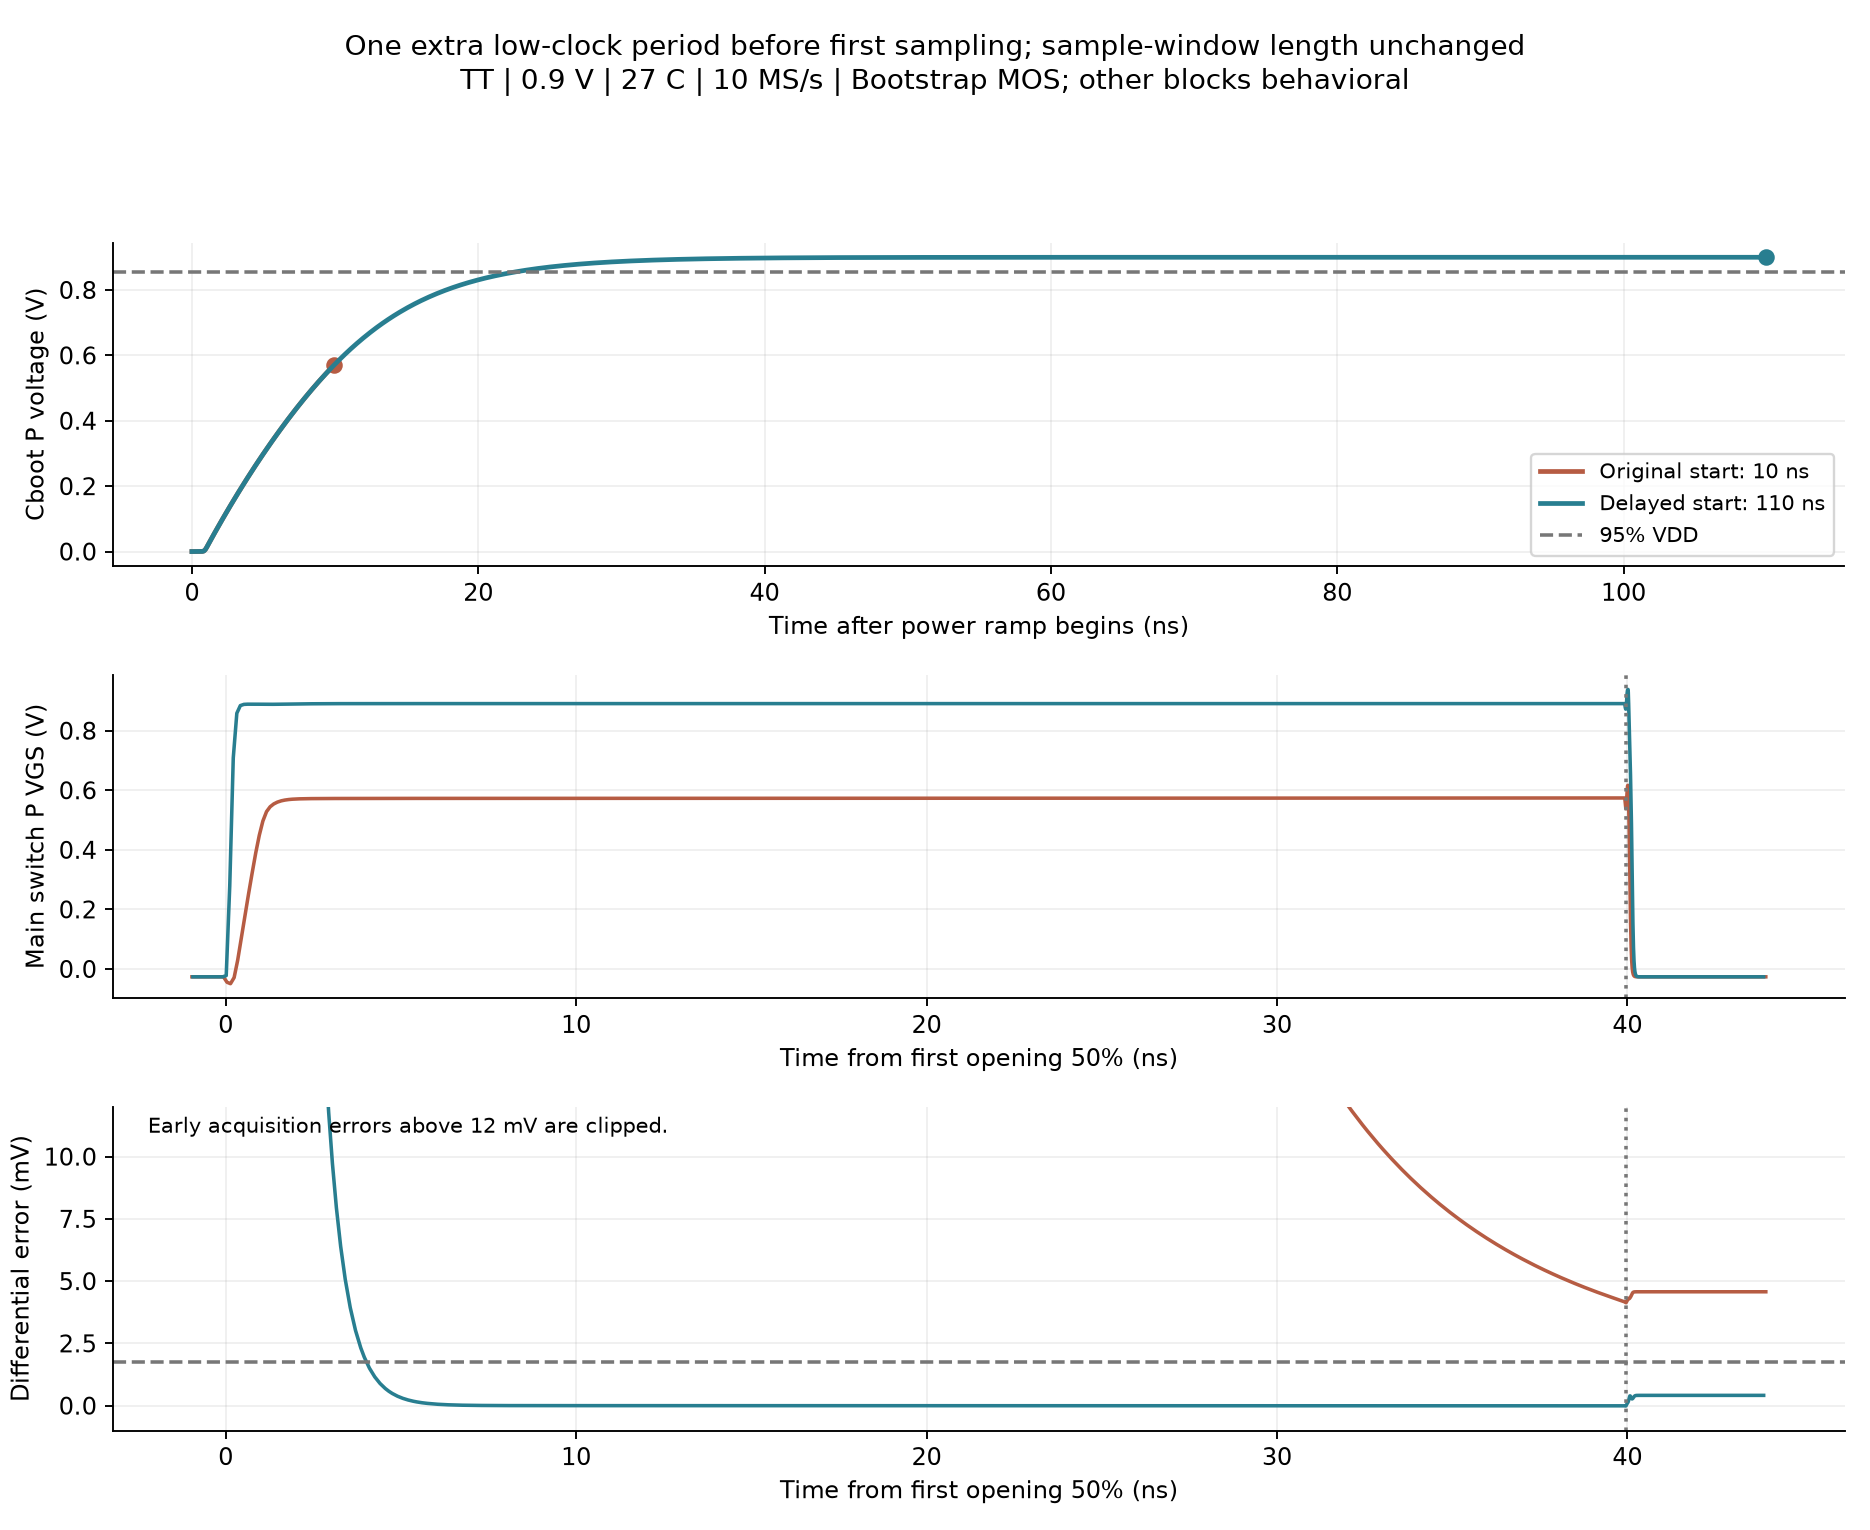 One extra low-clock period before first sampling; sample-window length unchanged
TT | 0.9 V | 27 C | 10 MS/s | Bootstrap MOS; other blocks behavioral
Cboot P voltage (V)
0.8
0.6
0.4
0.2
0.0
Original start: 10 ns
Delayed start: 110 ns
95% VDD
0 20 40 60 80 100
Time after power ramp begins (ns)
Main switch P VGS (V)
0.8
0.6
0.4
0.2
0.0
0 10 20 30 40
Time from first opening 50% (ns)
Differential error (mV)
Early acquisition errors above 12 mV are clipped.
10.0
7.5
5.0
2.5
0.0
0 10 20 30 40
Time from first opening 50% (ns)